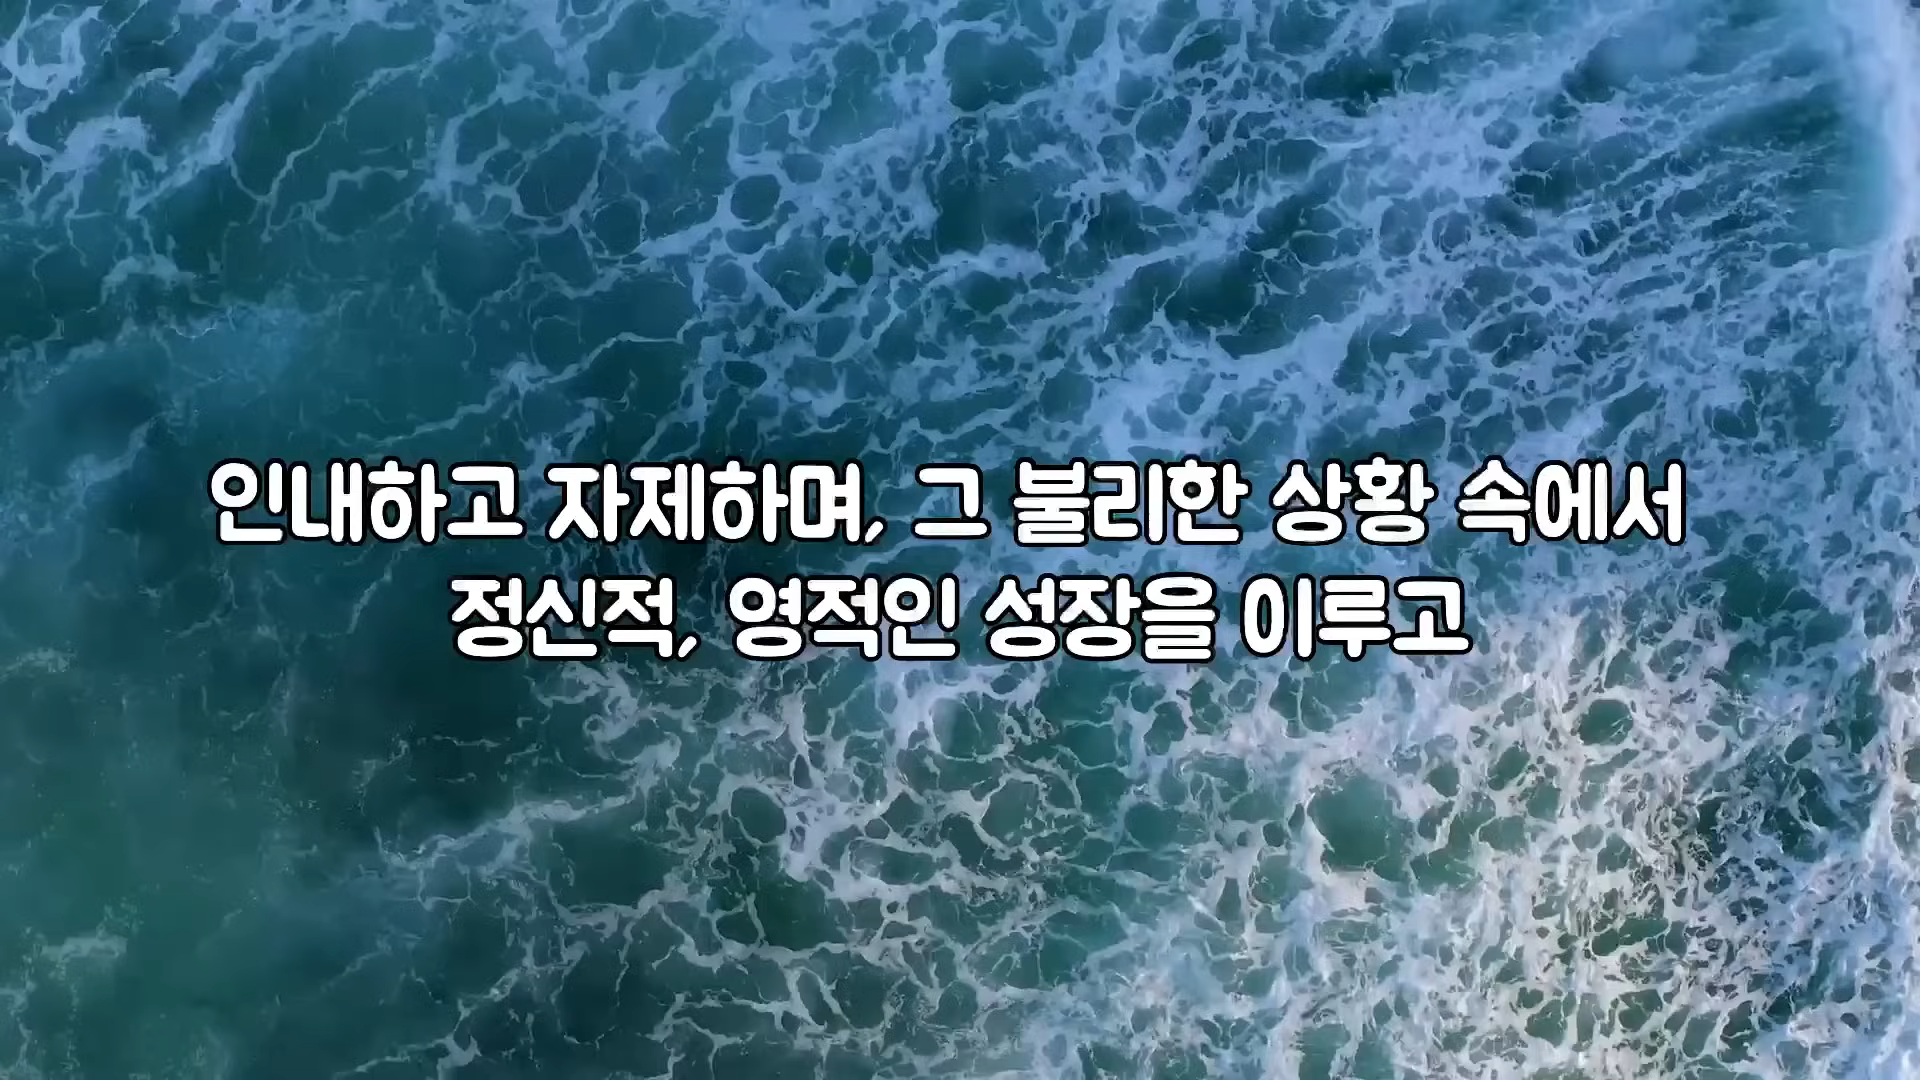 인내하고 자제하며, 그 불리한 상황 속에서
정신적, 영적인 성장을 이루고